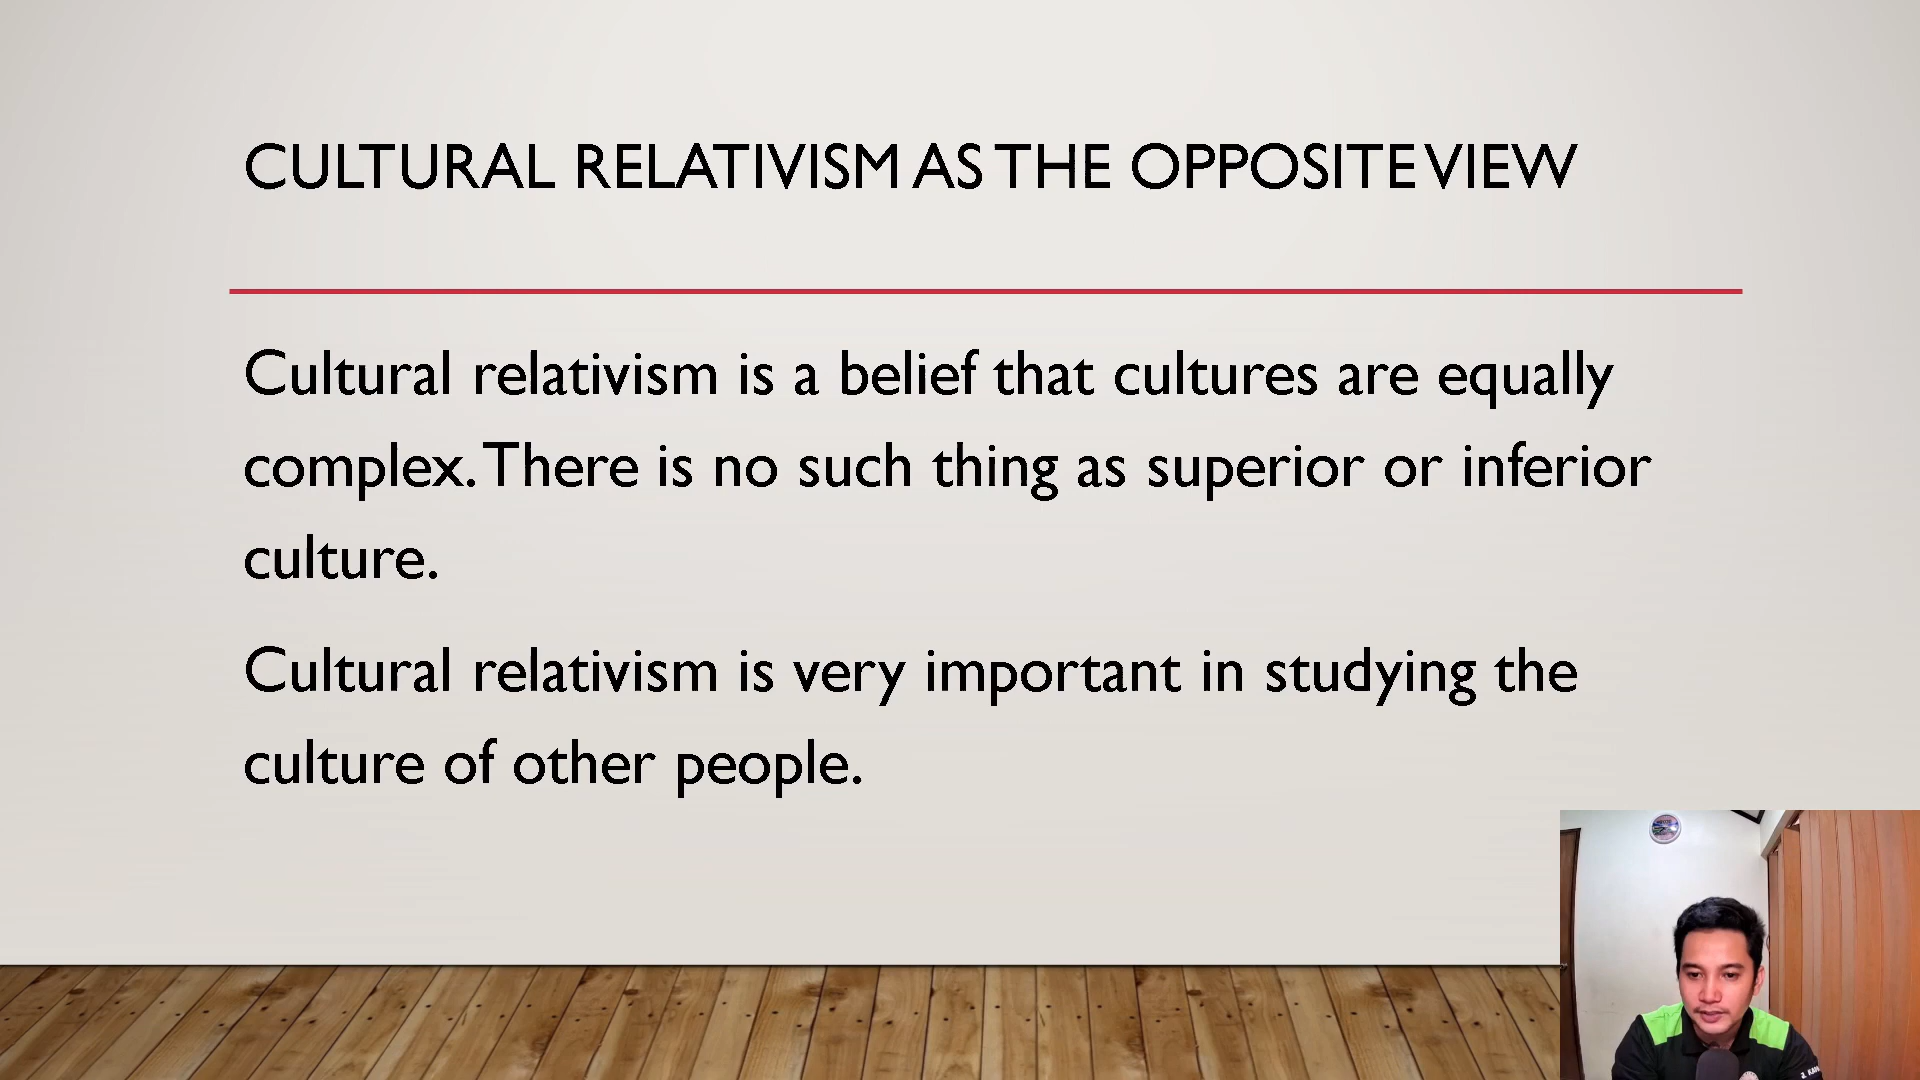 CULTURAL RELATIVISM AS THE OPPOSITE VIEW
Cultural relativism is a belief that cultures are equally
complex. There is no such thing as superior or inferior
culture.
Cultural relativism is very important in studying the
culture of other people.